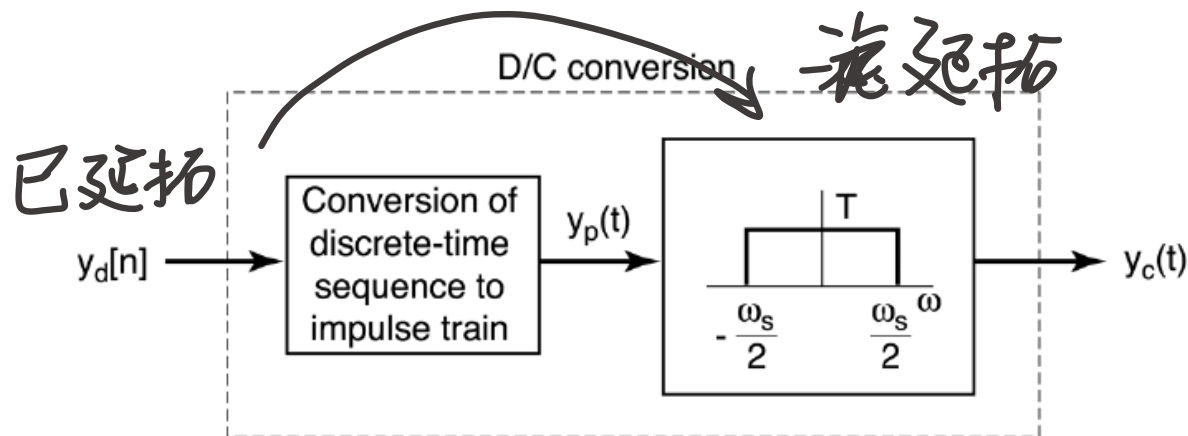 D/C conversion
已延拓
Conversion of
discrete-time
sequence to
impulse train
y_d[n]
y_p(t)
T
ω
- ω_s/2
ω_s/2
y_c(t)
延拓